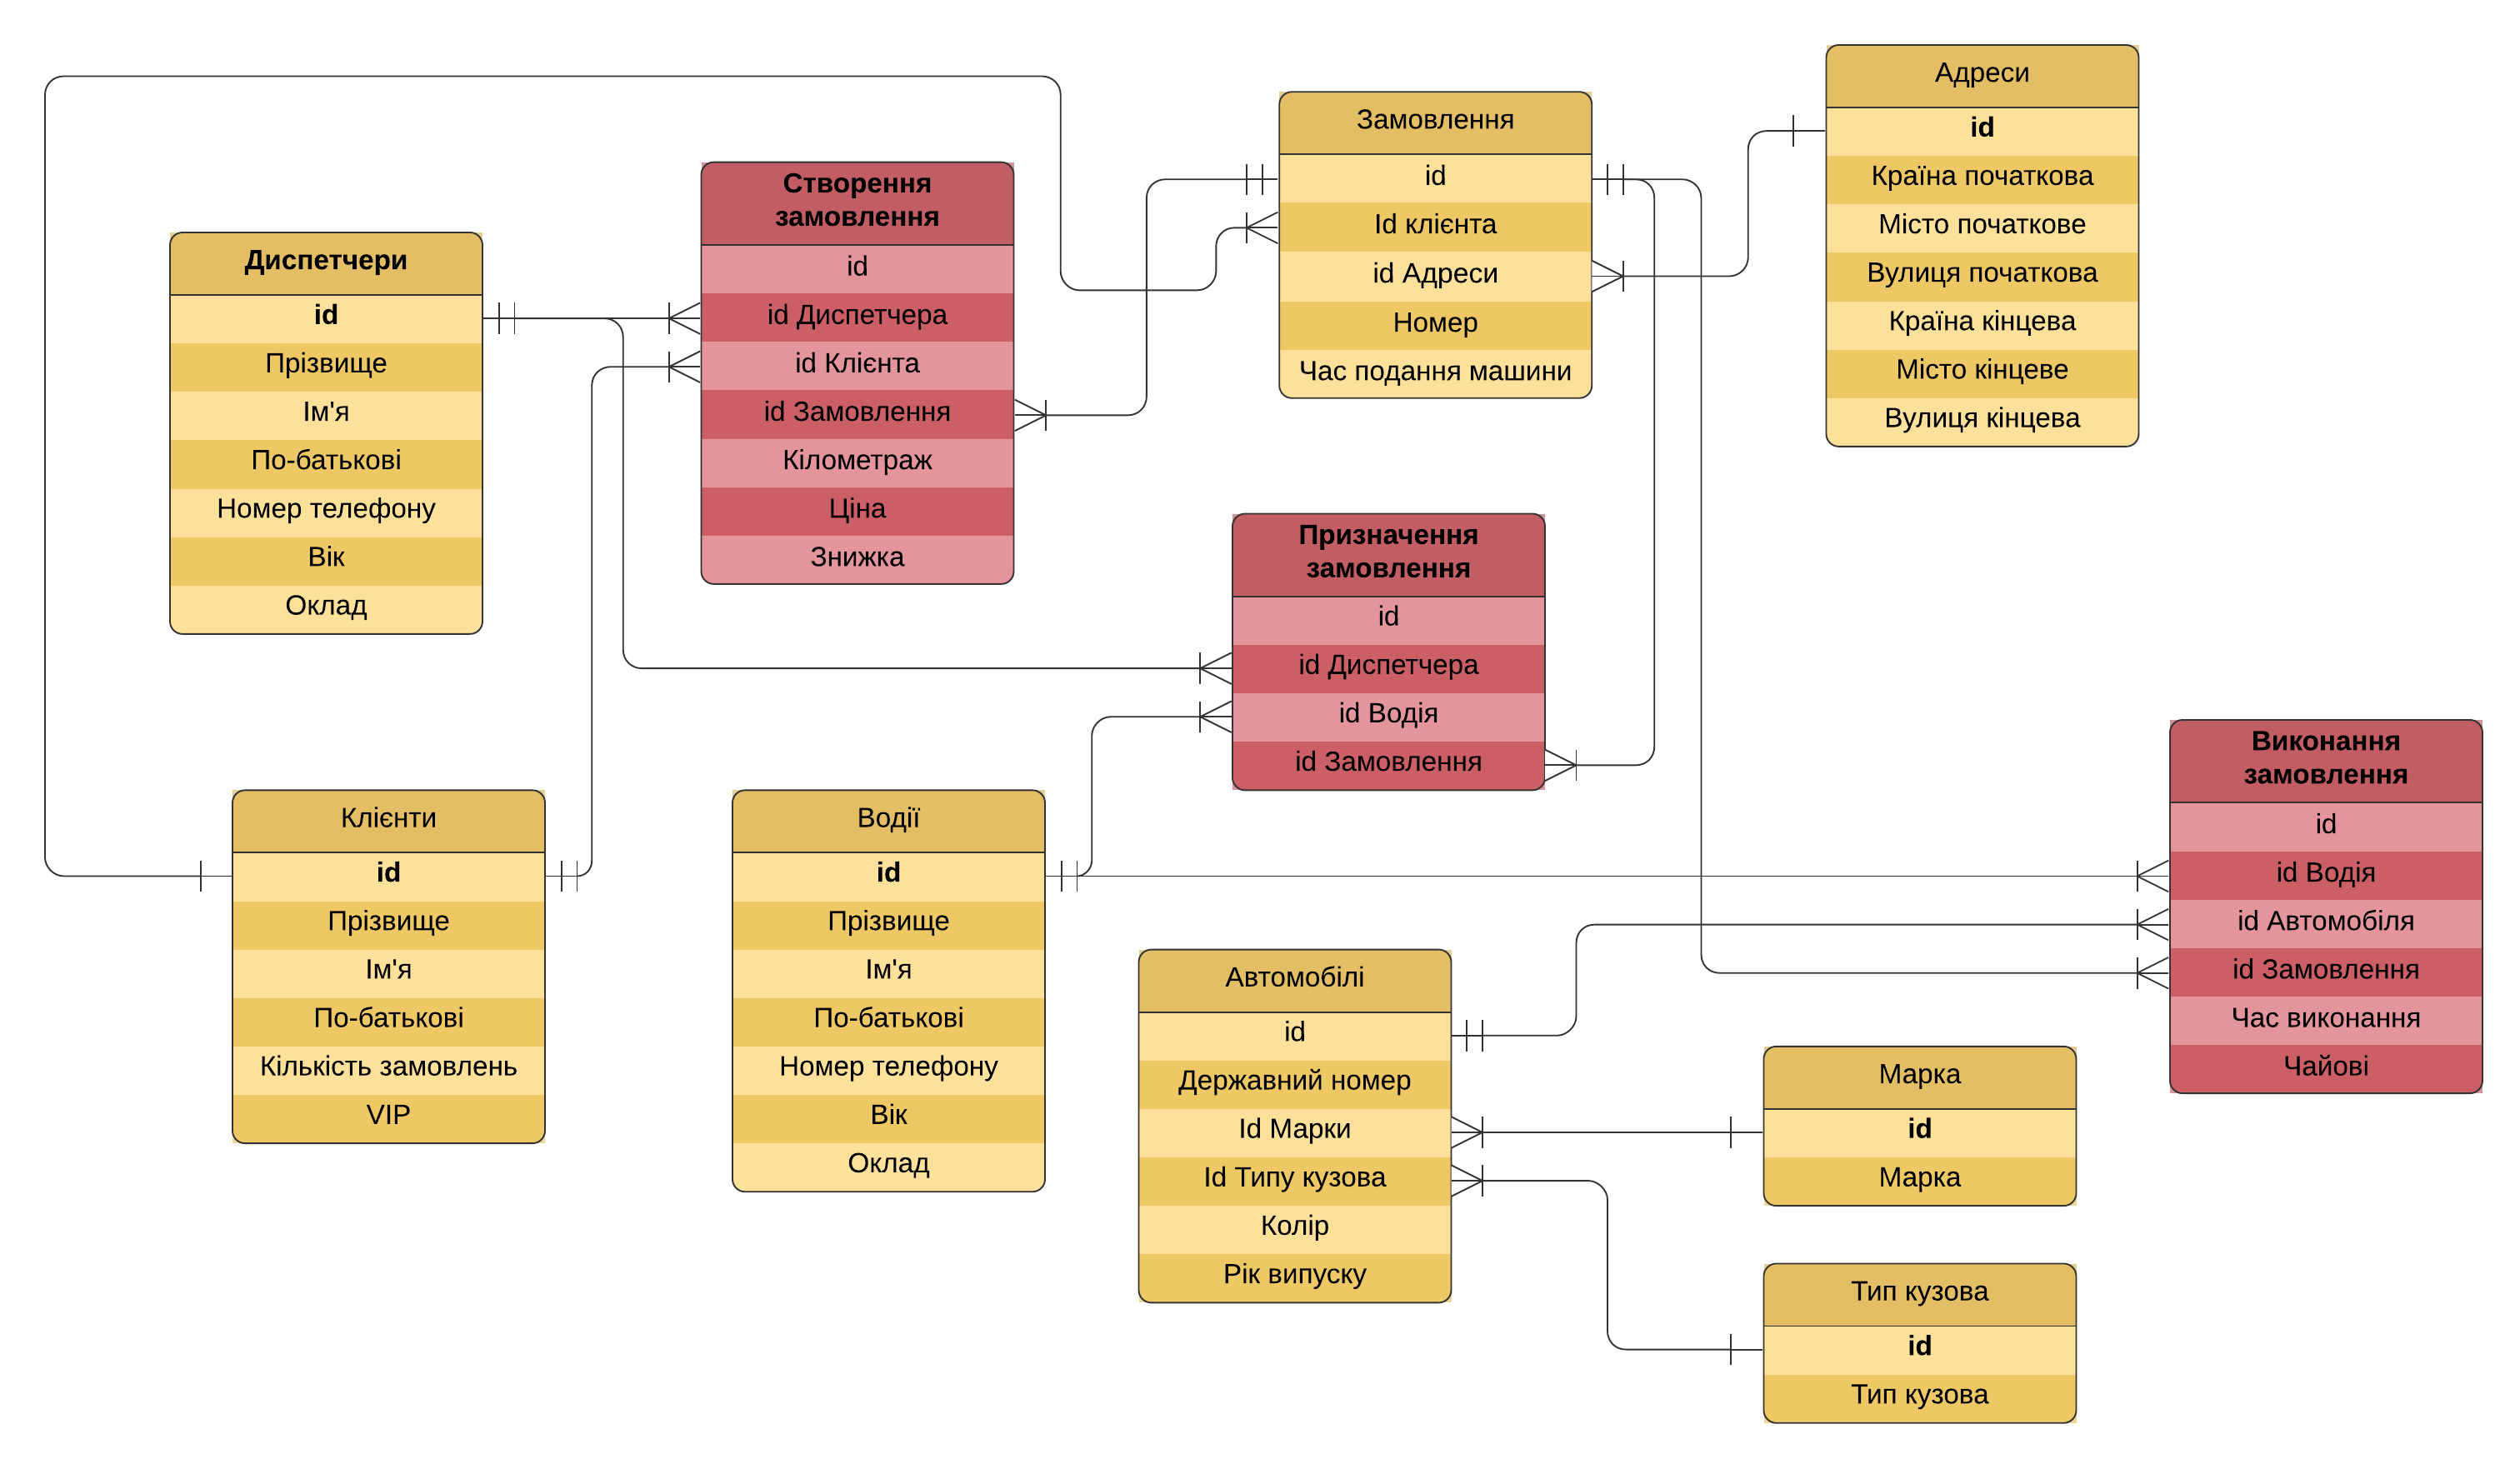 Диспетчери
id
Прізвище
Ім'я
По-батькові
Номер телефону
Вік
Оклад
Створення
замовлення
id
id Диспетчера
id Клієнта
id Замовлення
Кілометраж
Ціна
Знижка
Замовлення
id
Id клієнта
id Адреси
Номер
Час подання машини
Адреси
id
Країна початкова
Місто початкове
Вулиця початкова
Країна кінцева
Місто кінцеве
Вулиця кінцева
Призначення
замовлення
id
id Диспетчера
id Водія
id Замовлення
Клієнти
id
Прізвище
Ім'я
По-батькові
Кількість замовлень
VIP
Водії
id
Прізвище
Ім'я
По-батькові
Номер телефону
Вік
Оклад
Автомобілі
id
Державний номер
Id Марки
Id Типу кузова
Колір
Рік випуску
Виконання
замовлення
id
id Водія
id Автомобіля
id Замовлення
Час виконання
Чайові
Марка
id
Марка
Тип кузова
id
Тип кузова